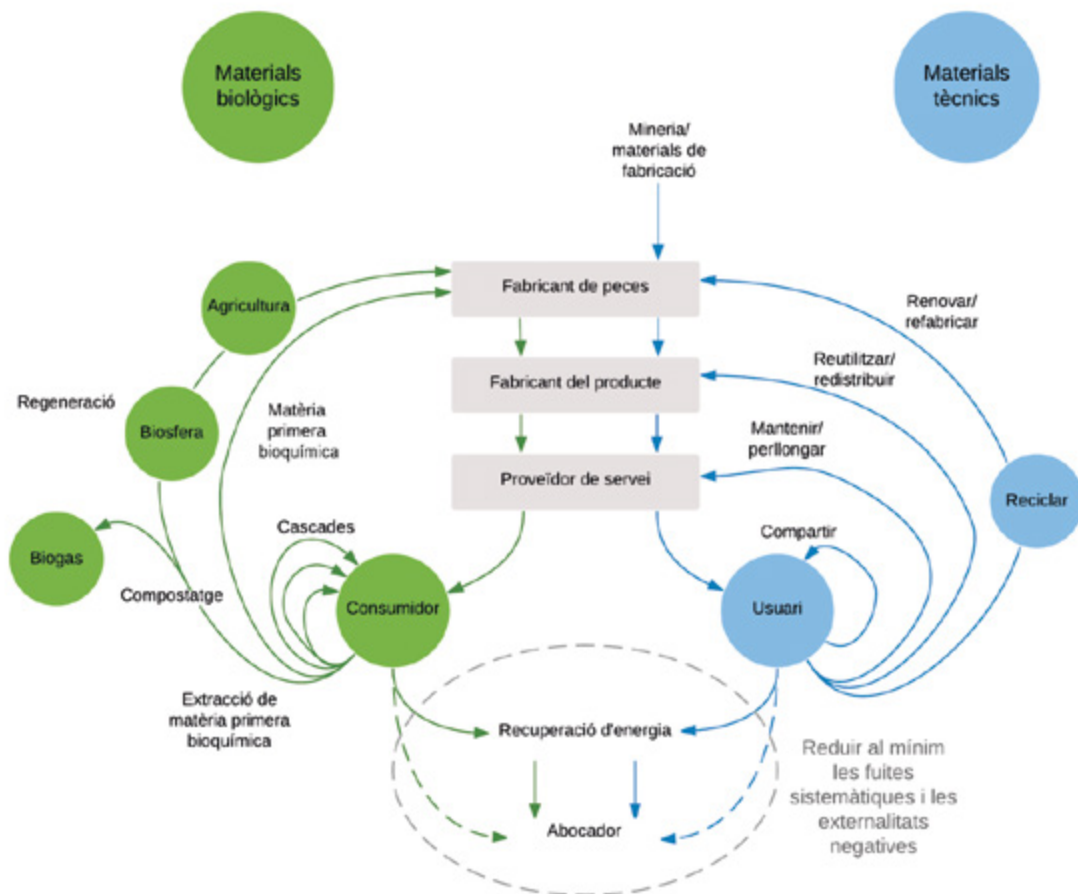 Materials
biològics
Materials
tècnics
Mineria/
materials de
fabricació
Fabricant de peces
Agricultura
Renovar/
refabricar
Reutilitzar/
redistribuir
Fabricant del producte
Regeneració
Biosfera
Matèria
primera
bioquímica
Mantenir/
perllongar
Proveïdor de servei
Reciclar
Cascades
Compartir
Biogas
Compostatge
Consumidor
Usuari
Extracció de
matèria primera
bioquímica
Recuperació d'energia
Abocador
Reduir al mínim
les fuites
sistemàtiques i les
externalitats
negatives